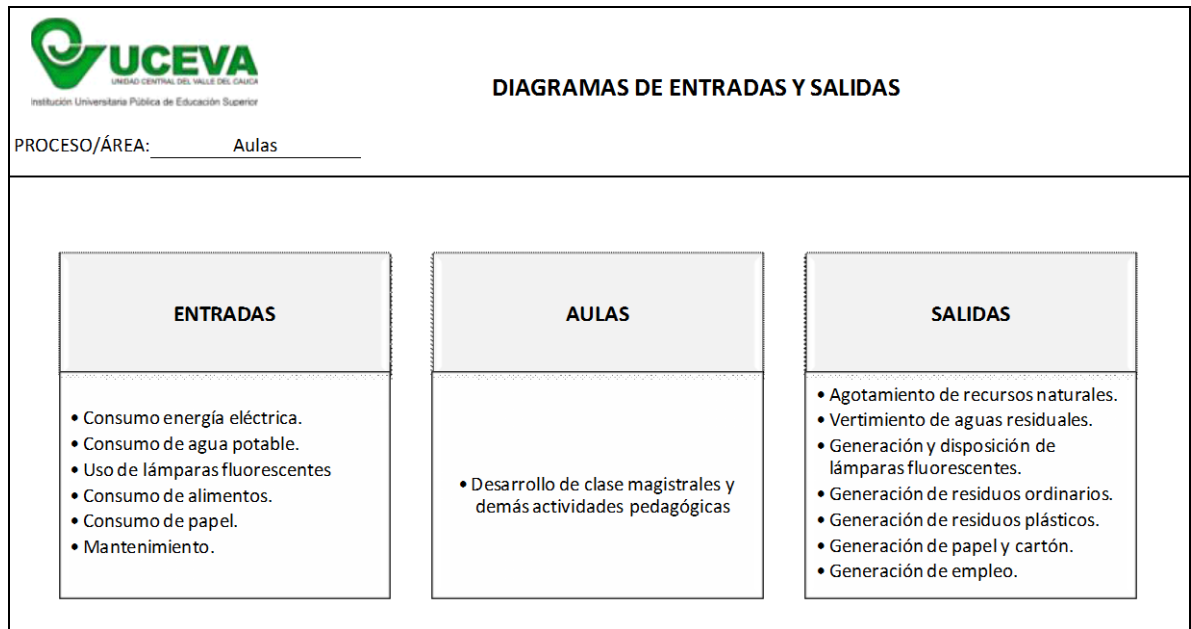 UCEVA
UNIDAD CENTRAL DEL VALLE DEL CAUCA
Institución Universitaria Pública de Educación Superior
DIAGRAMAS DE ENTRADAS Y SALIDAS
PROCESO/ÁREA: Aulas
ENTRADAS
• Consumo energía eléctrica.
• Consumo de agua potable.
• Uso de lámparas fluorescentes
• Consumo de alimentos.
• Consumo de papel.
• Mantenimiento.
AULAS
• Desarrollo de clase magistrales y
demás actividades pedagógicas
SALIDAS
• Agotamiento de recursos naturales.
• Vertimiento de aguas residuales.
• Generación y disposición de
lámparas fluorescentes.
• Generación de residuos ordinarios.
• Generación de residuos plásticos.
• Generación de papel y cartón.
• Generación de empleo.